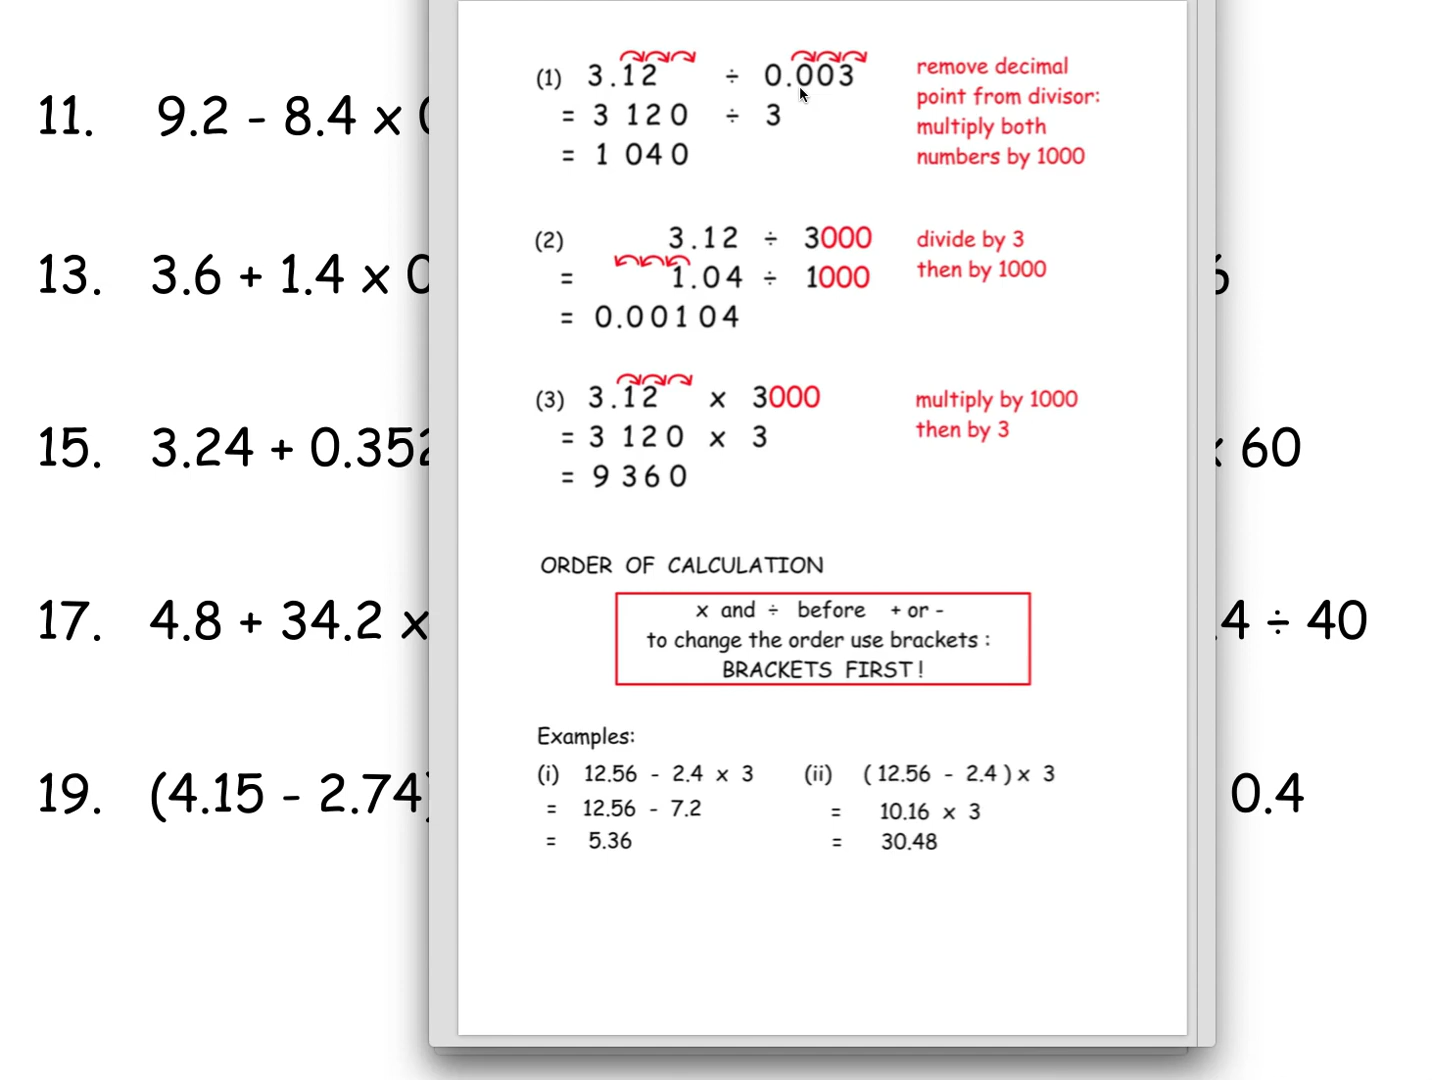 11. 9.2 - 8.4 x
13. 3.6 + 1.4 x 0
15. 3.24 + 0.352
x 60
17. 4.8 + 34.2 x
4 ÷ 40
19. (4.15 - 2.74)
0.4
(1) 3.12 ÷ 0.003
= 3 120 ÷ 3
= 1 040
remove decimal
point from divisor:
multiply both
numbers by 1000
(2) 3.12 ÷ 3000
= 1.04 ÷ 1000
= 0.00104
divide by 3
then by 1000
(3) 3.12 x 3000
= 3 120 x 3
= 9 360
multiply by 1000
then by 3
ORDER OF CALCULATION
x and ÷ before + or -
to change the order use brackets :
BRACKETS FIRST !
Examples:
(i) 12.56 - 2.4 x 3
= 12.56 - 7.2
= 5.36
(ii) ( 12.56 - 2.4 ) x 3
= 10.16 x 3
= 30.48